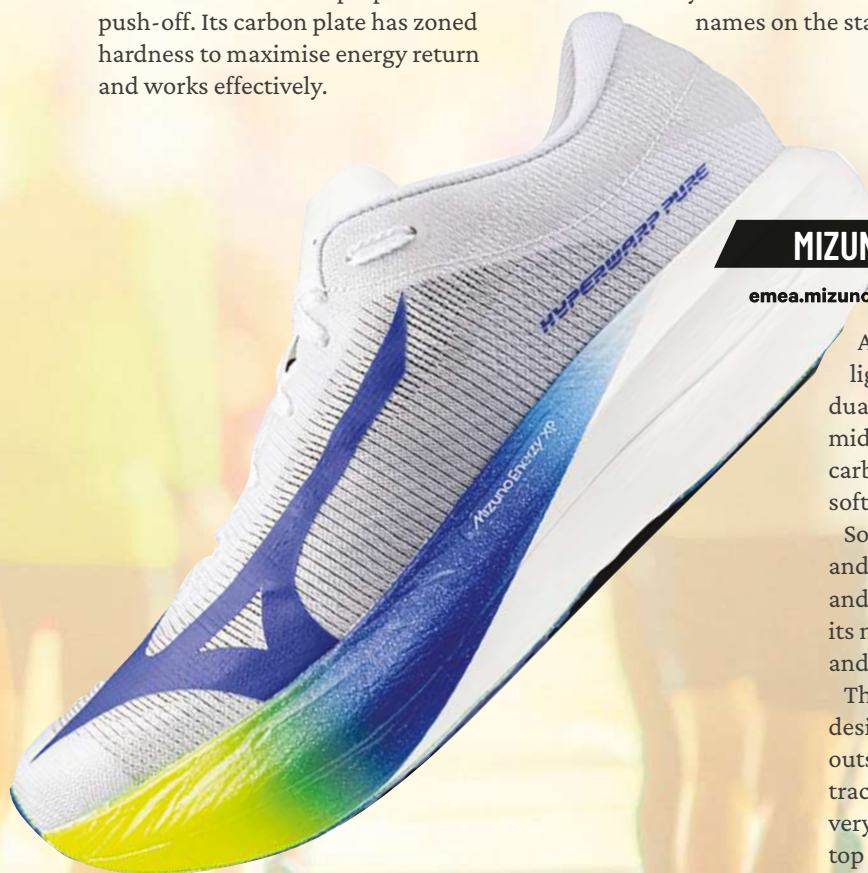 push-off. Its carbon plate has zoned
hardness to maximise energy return
and works effectively.
names on the sta
HYPERWARP PURE
MIZUNO ENERZY XP
MIZUN
emea.mizuno
A
lig
dua
mid
carb
soft
So
and
and
its n
and
Th
desi
outs
trac
very
top